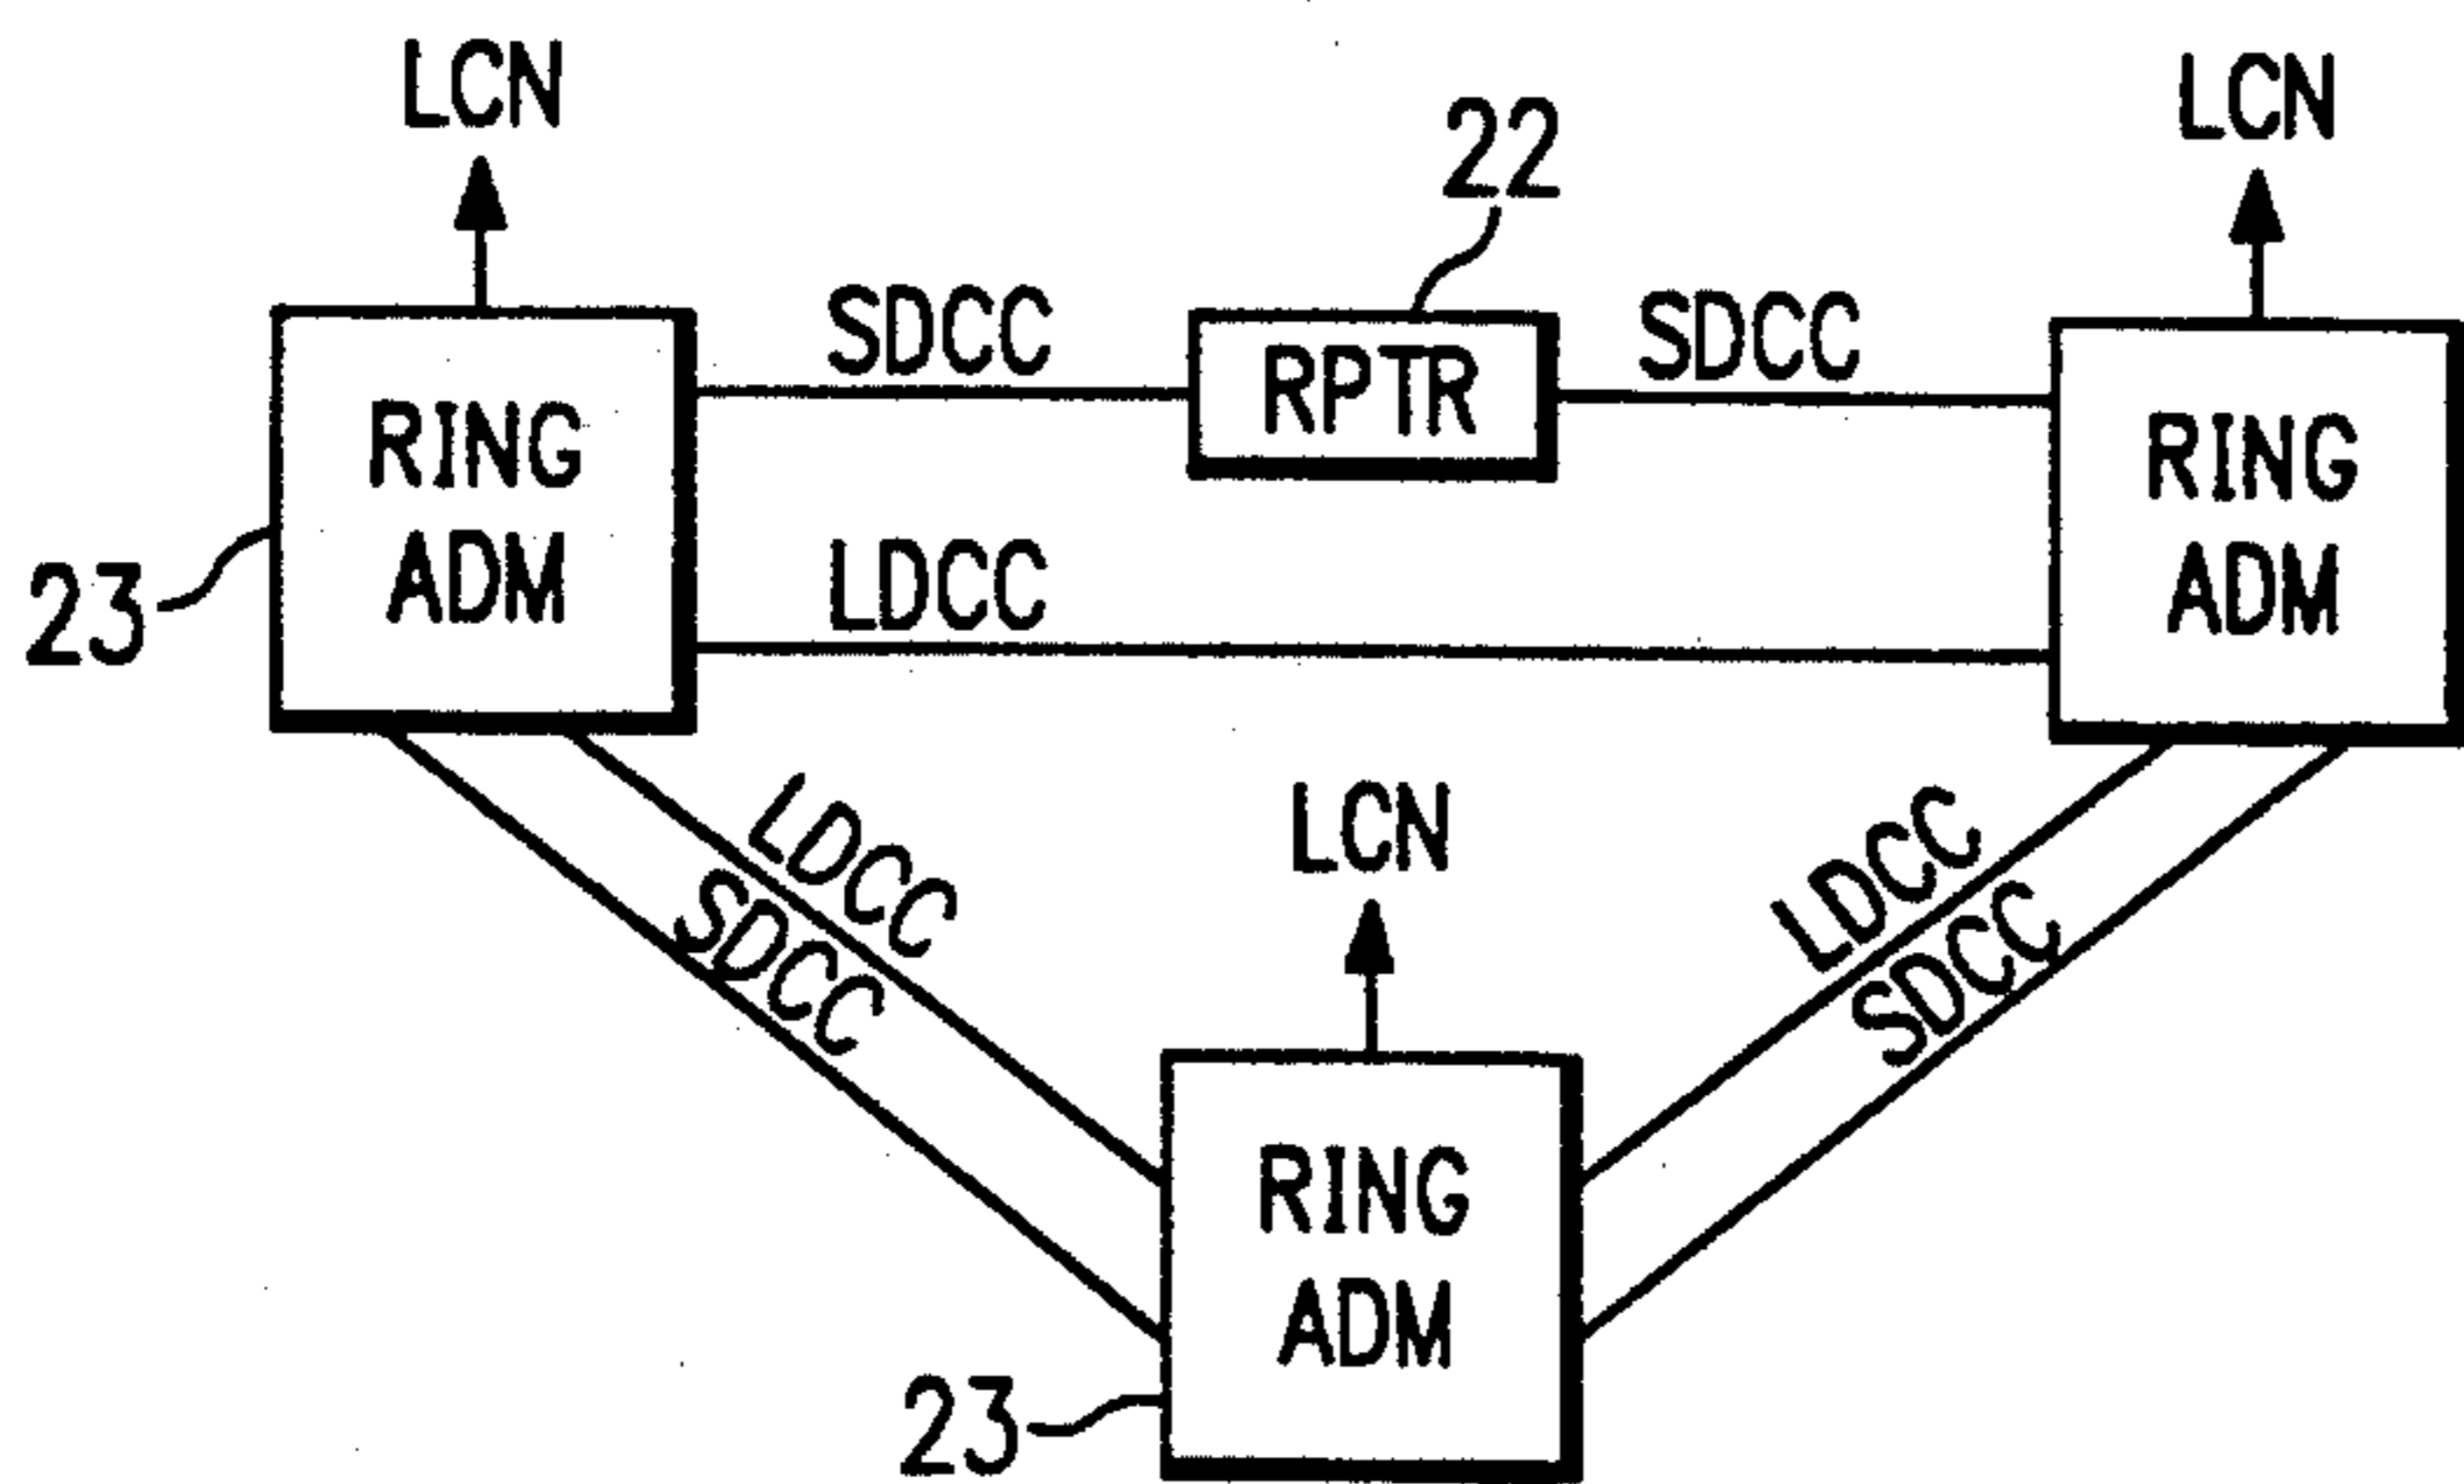 LCN
LCN
22
SDCC
RPTR
SDCC
RING
ADM
RING
ADM
23
LDCC
LDCC
SDCC
LCN
LDCC
SDCC
RING
ADM
23